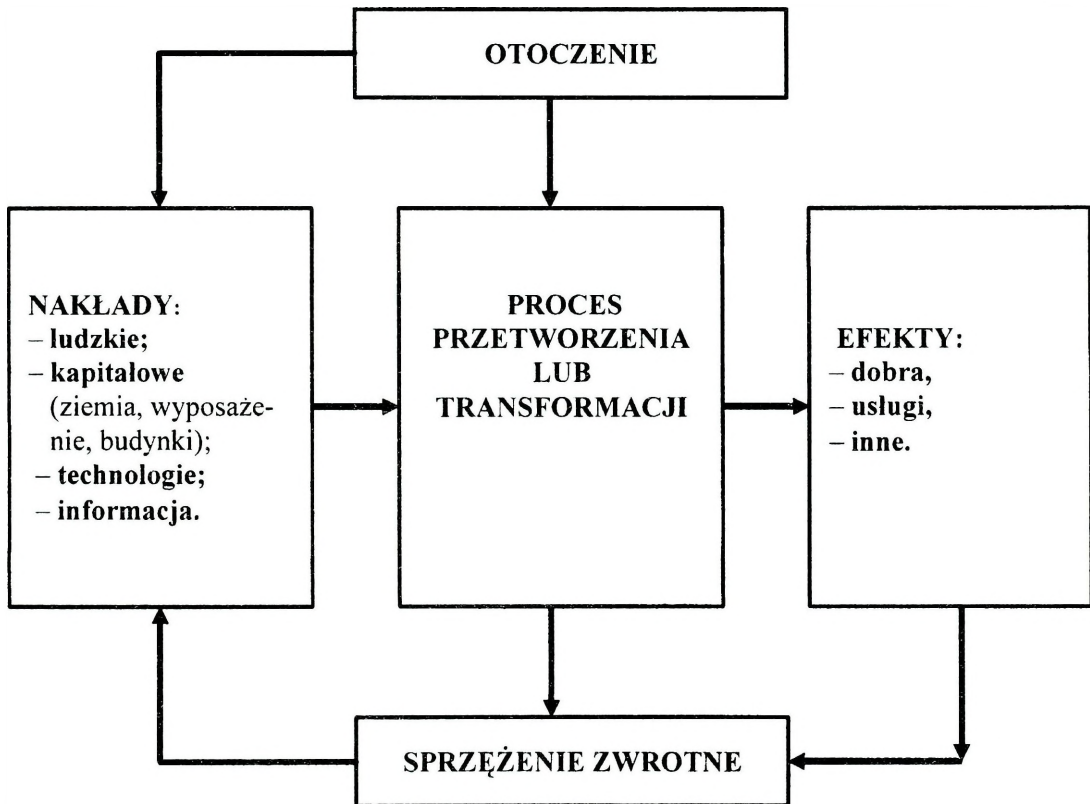 OTOCZENIE
NAKŁADY:
– ludzkie;
– kapitałowe
(ziemia, wyposaże-
nie, budynki);
– technologie;
– informacja.
PROCES
PRZETWORZENIA
LUB
TRANSFORMACJI
EFEKTY:
– dobra,
– usługi,
– inne.
SPRZĘŻENIE ZWROTNE